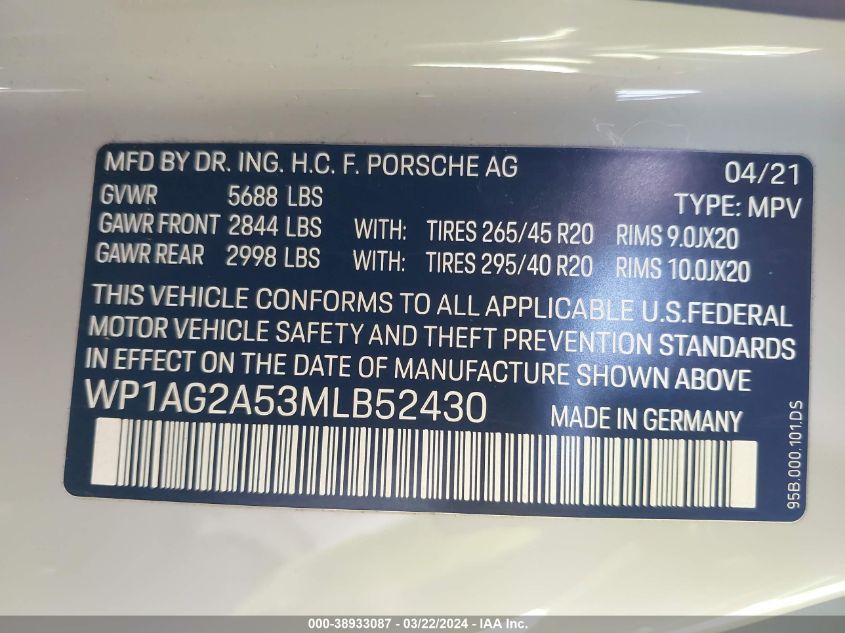 MFD BY DR. ING. H.C. F. PORSCHE AG 04/21
GVWR 5688 LBS TYPE: MPV
GAWR FRONT 2844 LBS WITH: TIRES 265/45 R20 RIMS 9.0JX20
GAWR REAR 2998 LBS WITH: TIRES 295/40 R20 RIMS 10.0JX20
THIS VEHICLE CONFORMS TO ALL APPLICABLE U.S.FEDERAL
MOTOR VEHICLE SAFETY AND THEFT PREVENTION STANDARDS
IN EFFECT ON THE DATE OF MANUFACTURE SHOWN ABOVE
WP1AG2A53MLB52430 MADE IN GERMANY
95B.000.101.DS
000-38933087 - 03/22/2024 - IAA Inc.